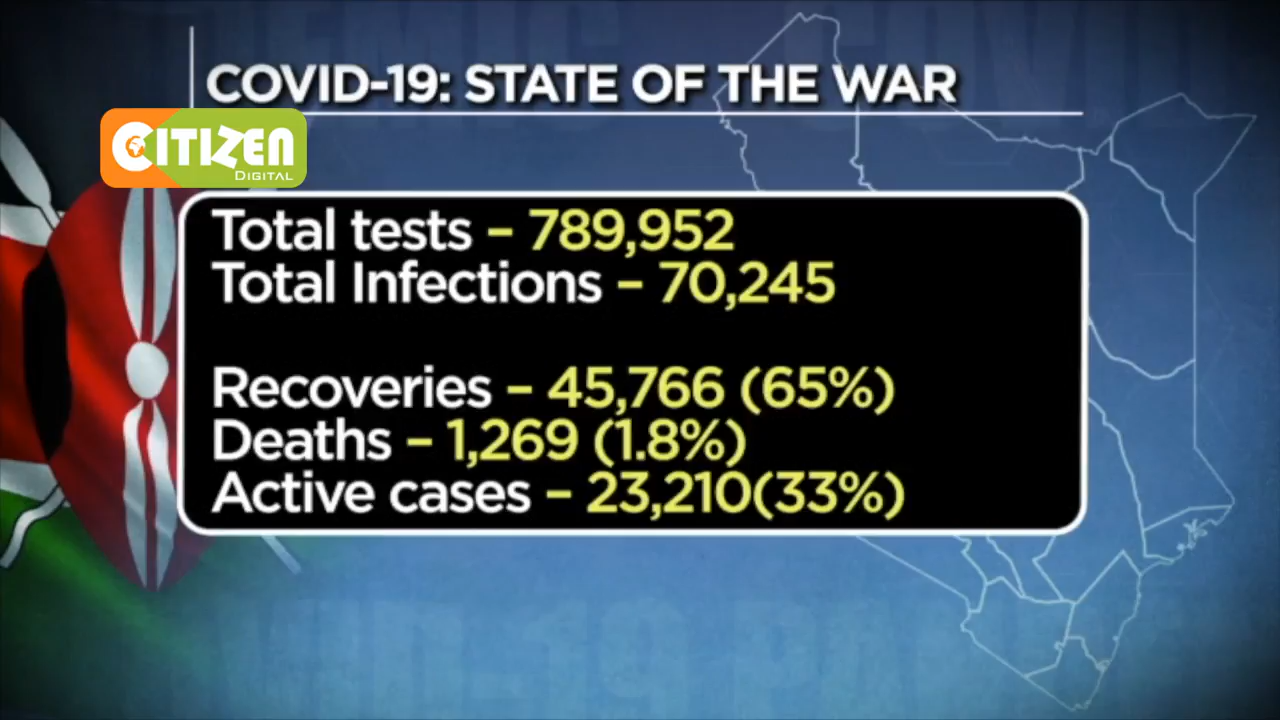 COVID-19: STATE OF THE WAR
CITIZEN
DIGITAL
Total tests – 789,952
Total Infections – 70,245
Recoveries – 45,766 (65%)
Deaths – 1,269 (1.8%)
Active cases – 23,210(33%)